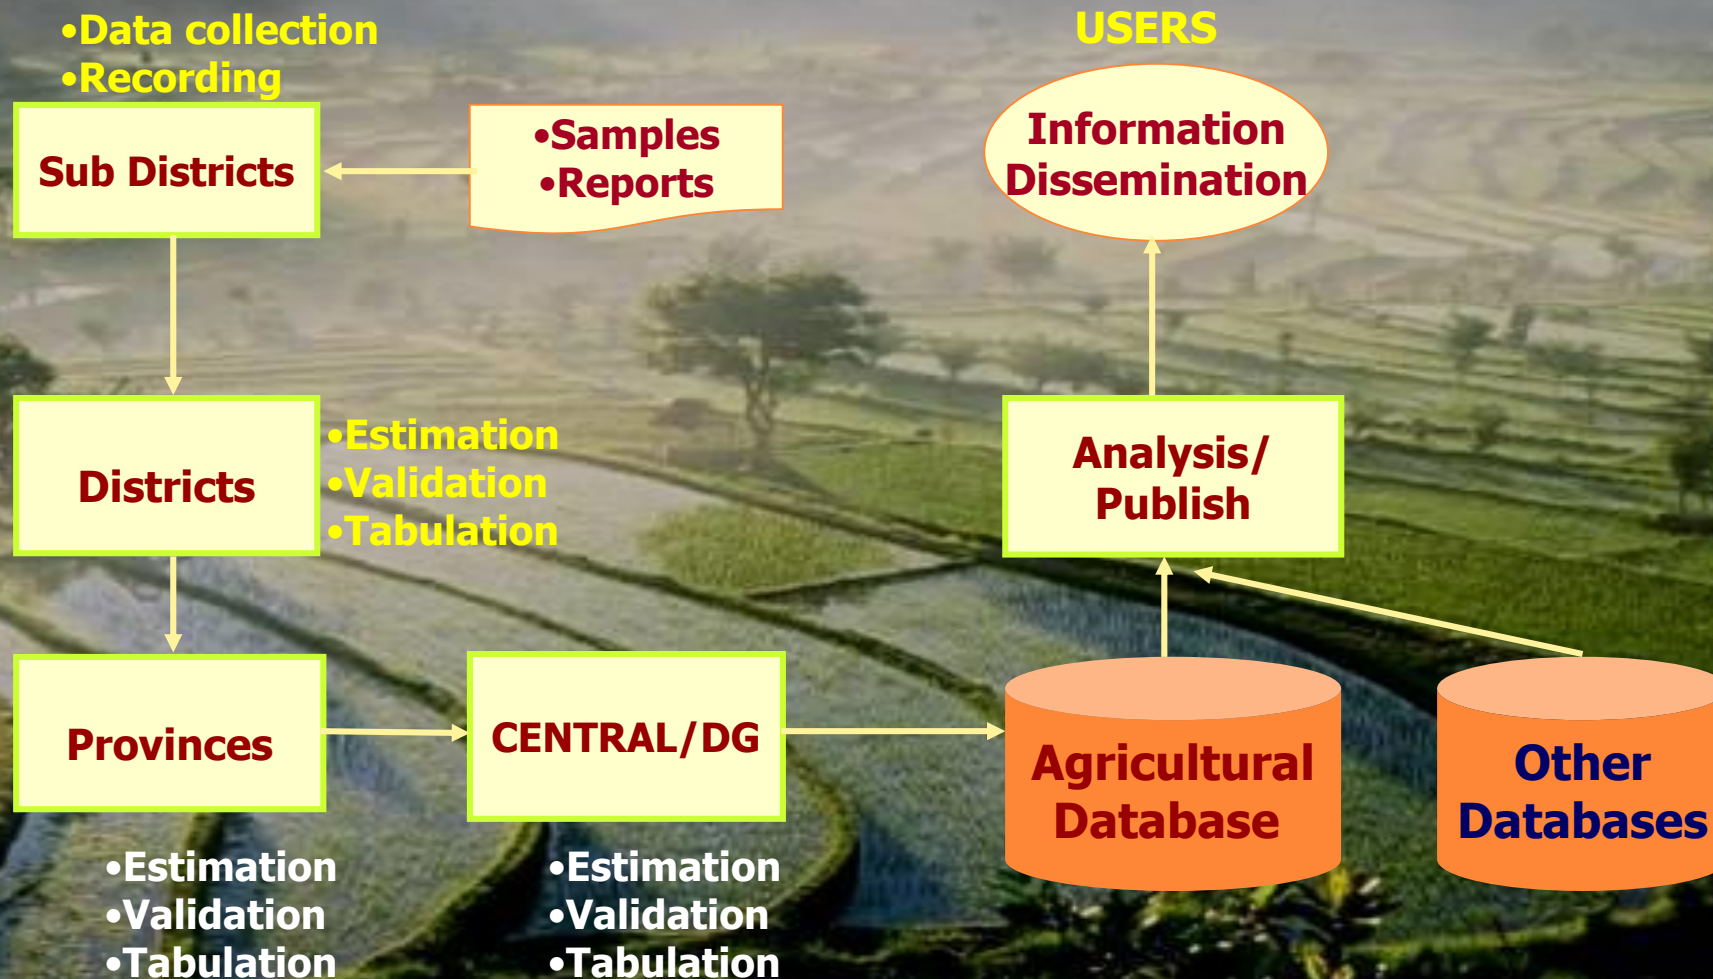 •Data collection
•Recording
Sub Districts
•Samples
•Reports
USERS
Information
Dissemination
Districts
•Estimation
•Validation
•Tabulation
Analysis/
Publish
Provinces
•Estimation
•Validation
•Tabulation
CENTRAL/DG
•Estimation
•Validation
•Tabulation
Agricultural
Database
Other
Databases